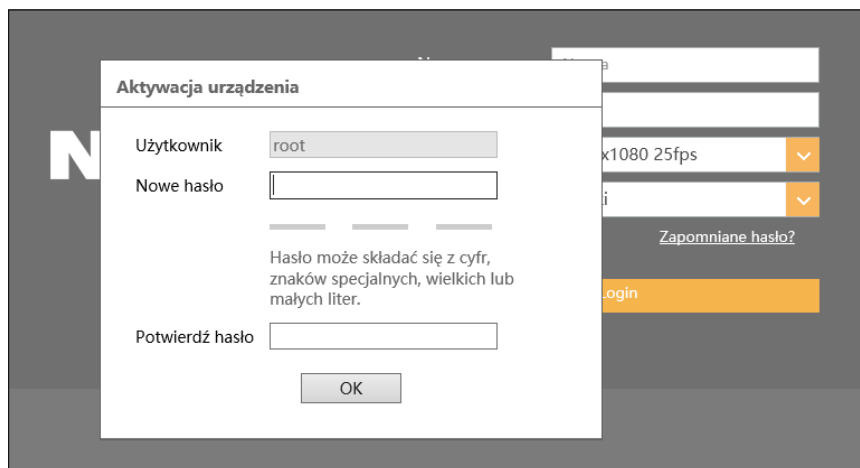 Aktywacja urządzenia
Użytkownik
root
Nowe hasło
Hasło może składać się z cyfr,
znaków specjalnych, wielkich lub
małych liter.
Potwierdź hasło
OK
x1080 25fps
Zapomniane hasło?
Login